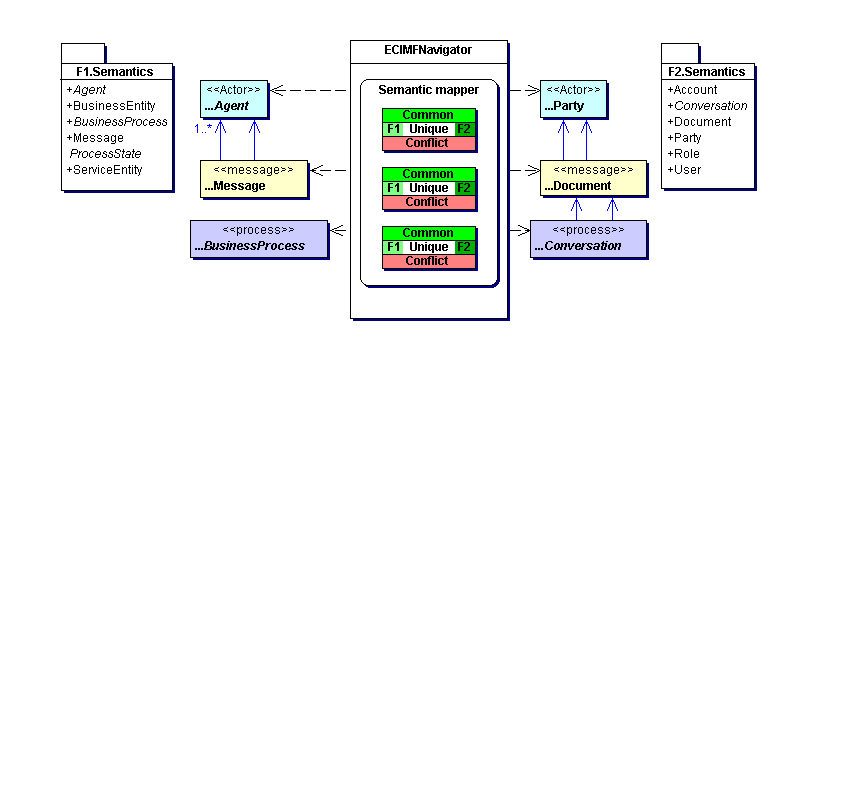 F1.Semantics
+Agent
+BusinessEntity
+BusinessProcess
+Message
ProcessState
+ServiceEntity
<<Actor>>
...Agent
1..*
<<message>>
...Message
<<process>>
...BusinessProcess
ECIMFNavigator
Semantic mapper
Common
F1 Unique F2
Conflict
Common
F1 Unique F2
Conflict
Common
F1 Unique F2
Conflict
<<Actor>>
...Party
<<message>>
...Document
<<process>>
...Conversation
F2.Semantics
+Account
+Conversation
+Document
+Party
+Role
+User